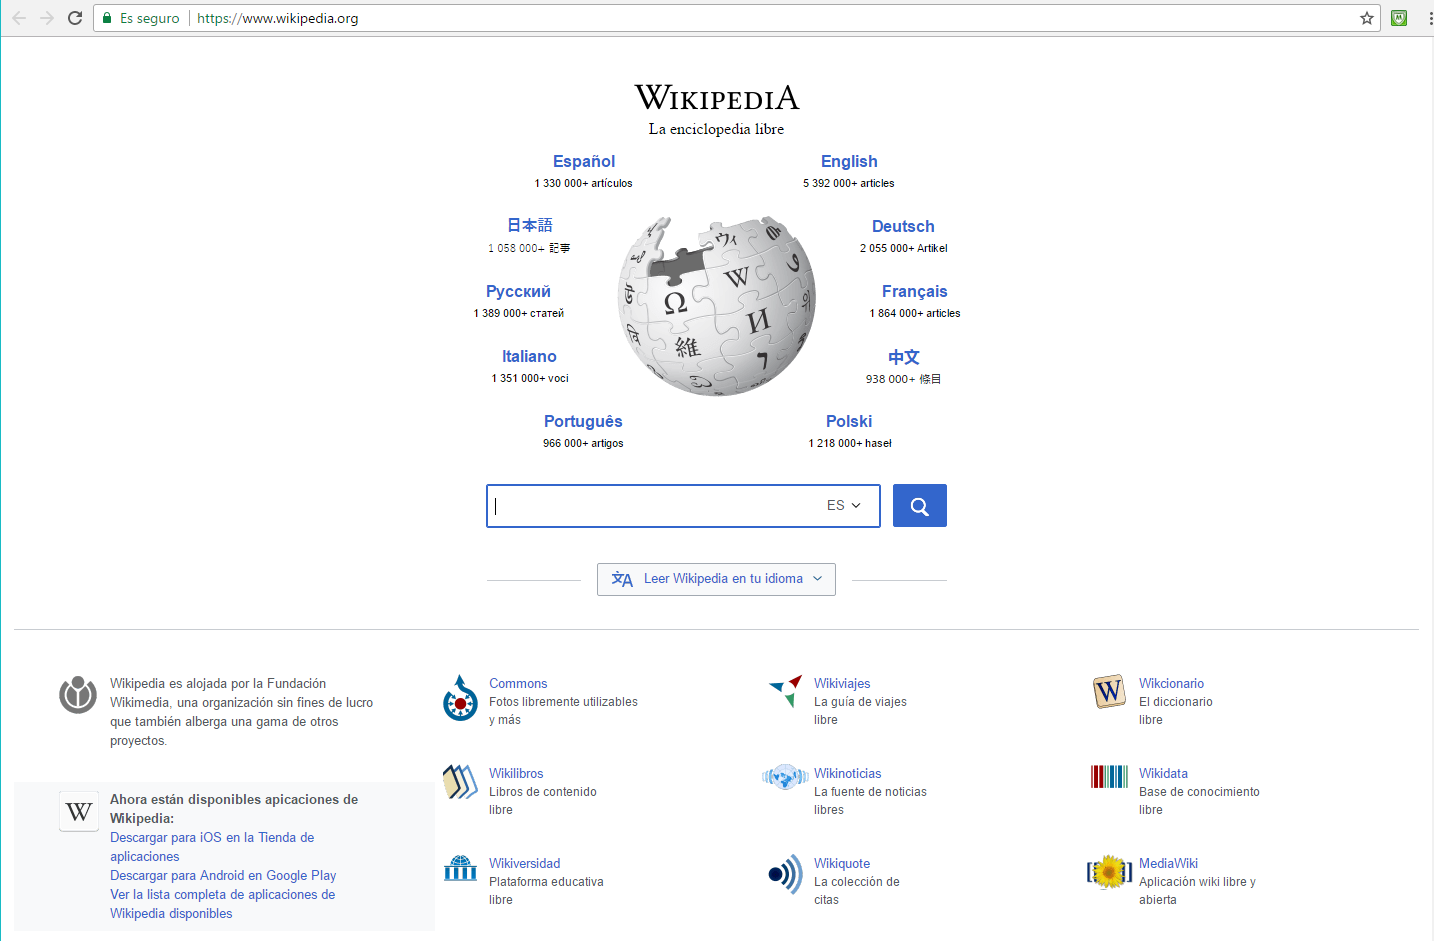 Es seguro | https://www.wikipedia.org
WIKIPEDIA
La enciclopedia libre
Español
1 330 000+ artículos
English
5 392 000+ articles
日本語
1 058 000+ 記事
Deutsch
2 055 000+ Artikel
Русский
1 389 000+ статей
Français
1 864 000+ articles
Italiano
1 351 000+ voci
中文
938 000+ 條目
Português
966 000+ artigos
Polski
1 218 000+ haseł
Ω
W
И
維
ウィ
ES
Leer Wikipedia en tu idioma
Wikipedia es alojada por la Fundación
Wikimedia, una organización sin fines de lucro
que también alberga una gama de otros
proyectos.
W
Ahora están disponibles apicaciones de
Wikipedia:
Descargar para iOS en la Tienda de
aplicaciones
Descargar para Android en Google Play
Ver la lista completa de aplicaciones de
Wikipedia disponibles
Commons
Fotos libremente utilizables
y más
Wikiviajes
La guía de viajes
libre
W
Wikcionario
El diccionario
libre
Wikilibros
Libros de contenido
libre
Wikinoticias
La fuente de noticias
libres
Wikidata
Base de conocimiento
libre
Wikiversidad
Plataforma educativa
libre
Wikiquote
La colección de
citas
MediaWiki
Aplicación wiki libre y
abierta